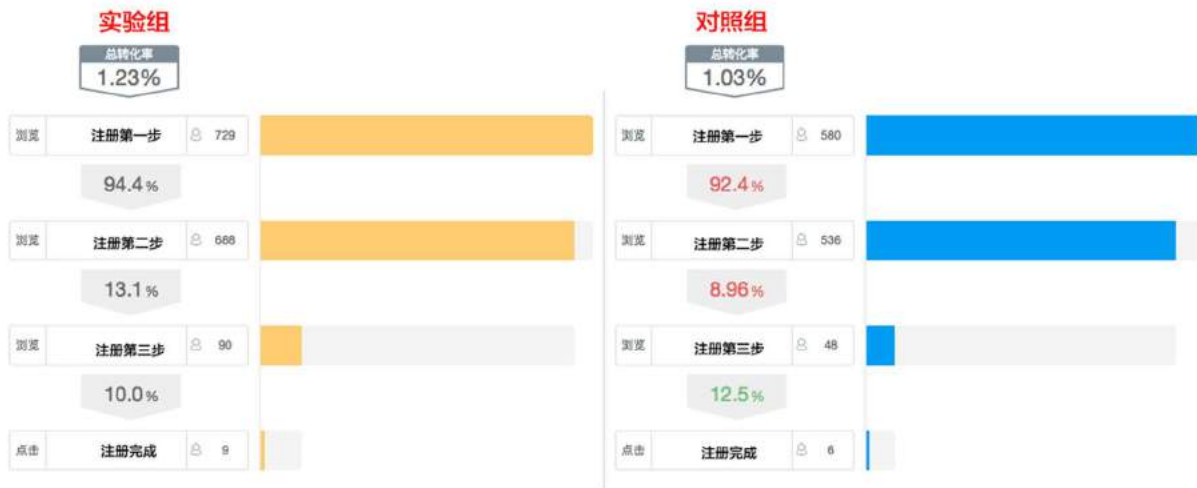 实验组
总转化率
1.23%
浏览 注册第一步 729
94.4%
浏览 注册第二步 688
13.1%
浏览 注册第三步 90
10.0%
点击 注册完成 9
对照组
总转化率
1.03%
浏览 注册第一步 580
92.4%
浏览 注册第二步 536
8.96%
浏览 注册第三步 48
12.5%
点击 注册完成 6